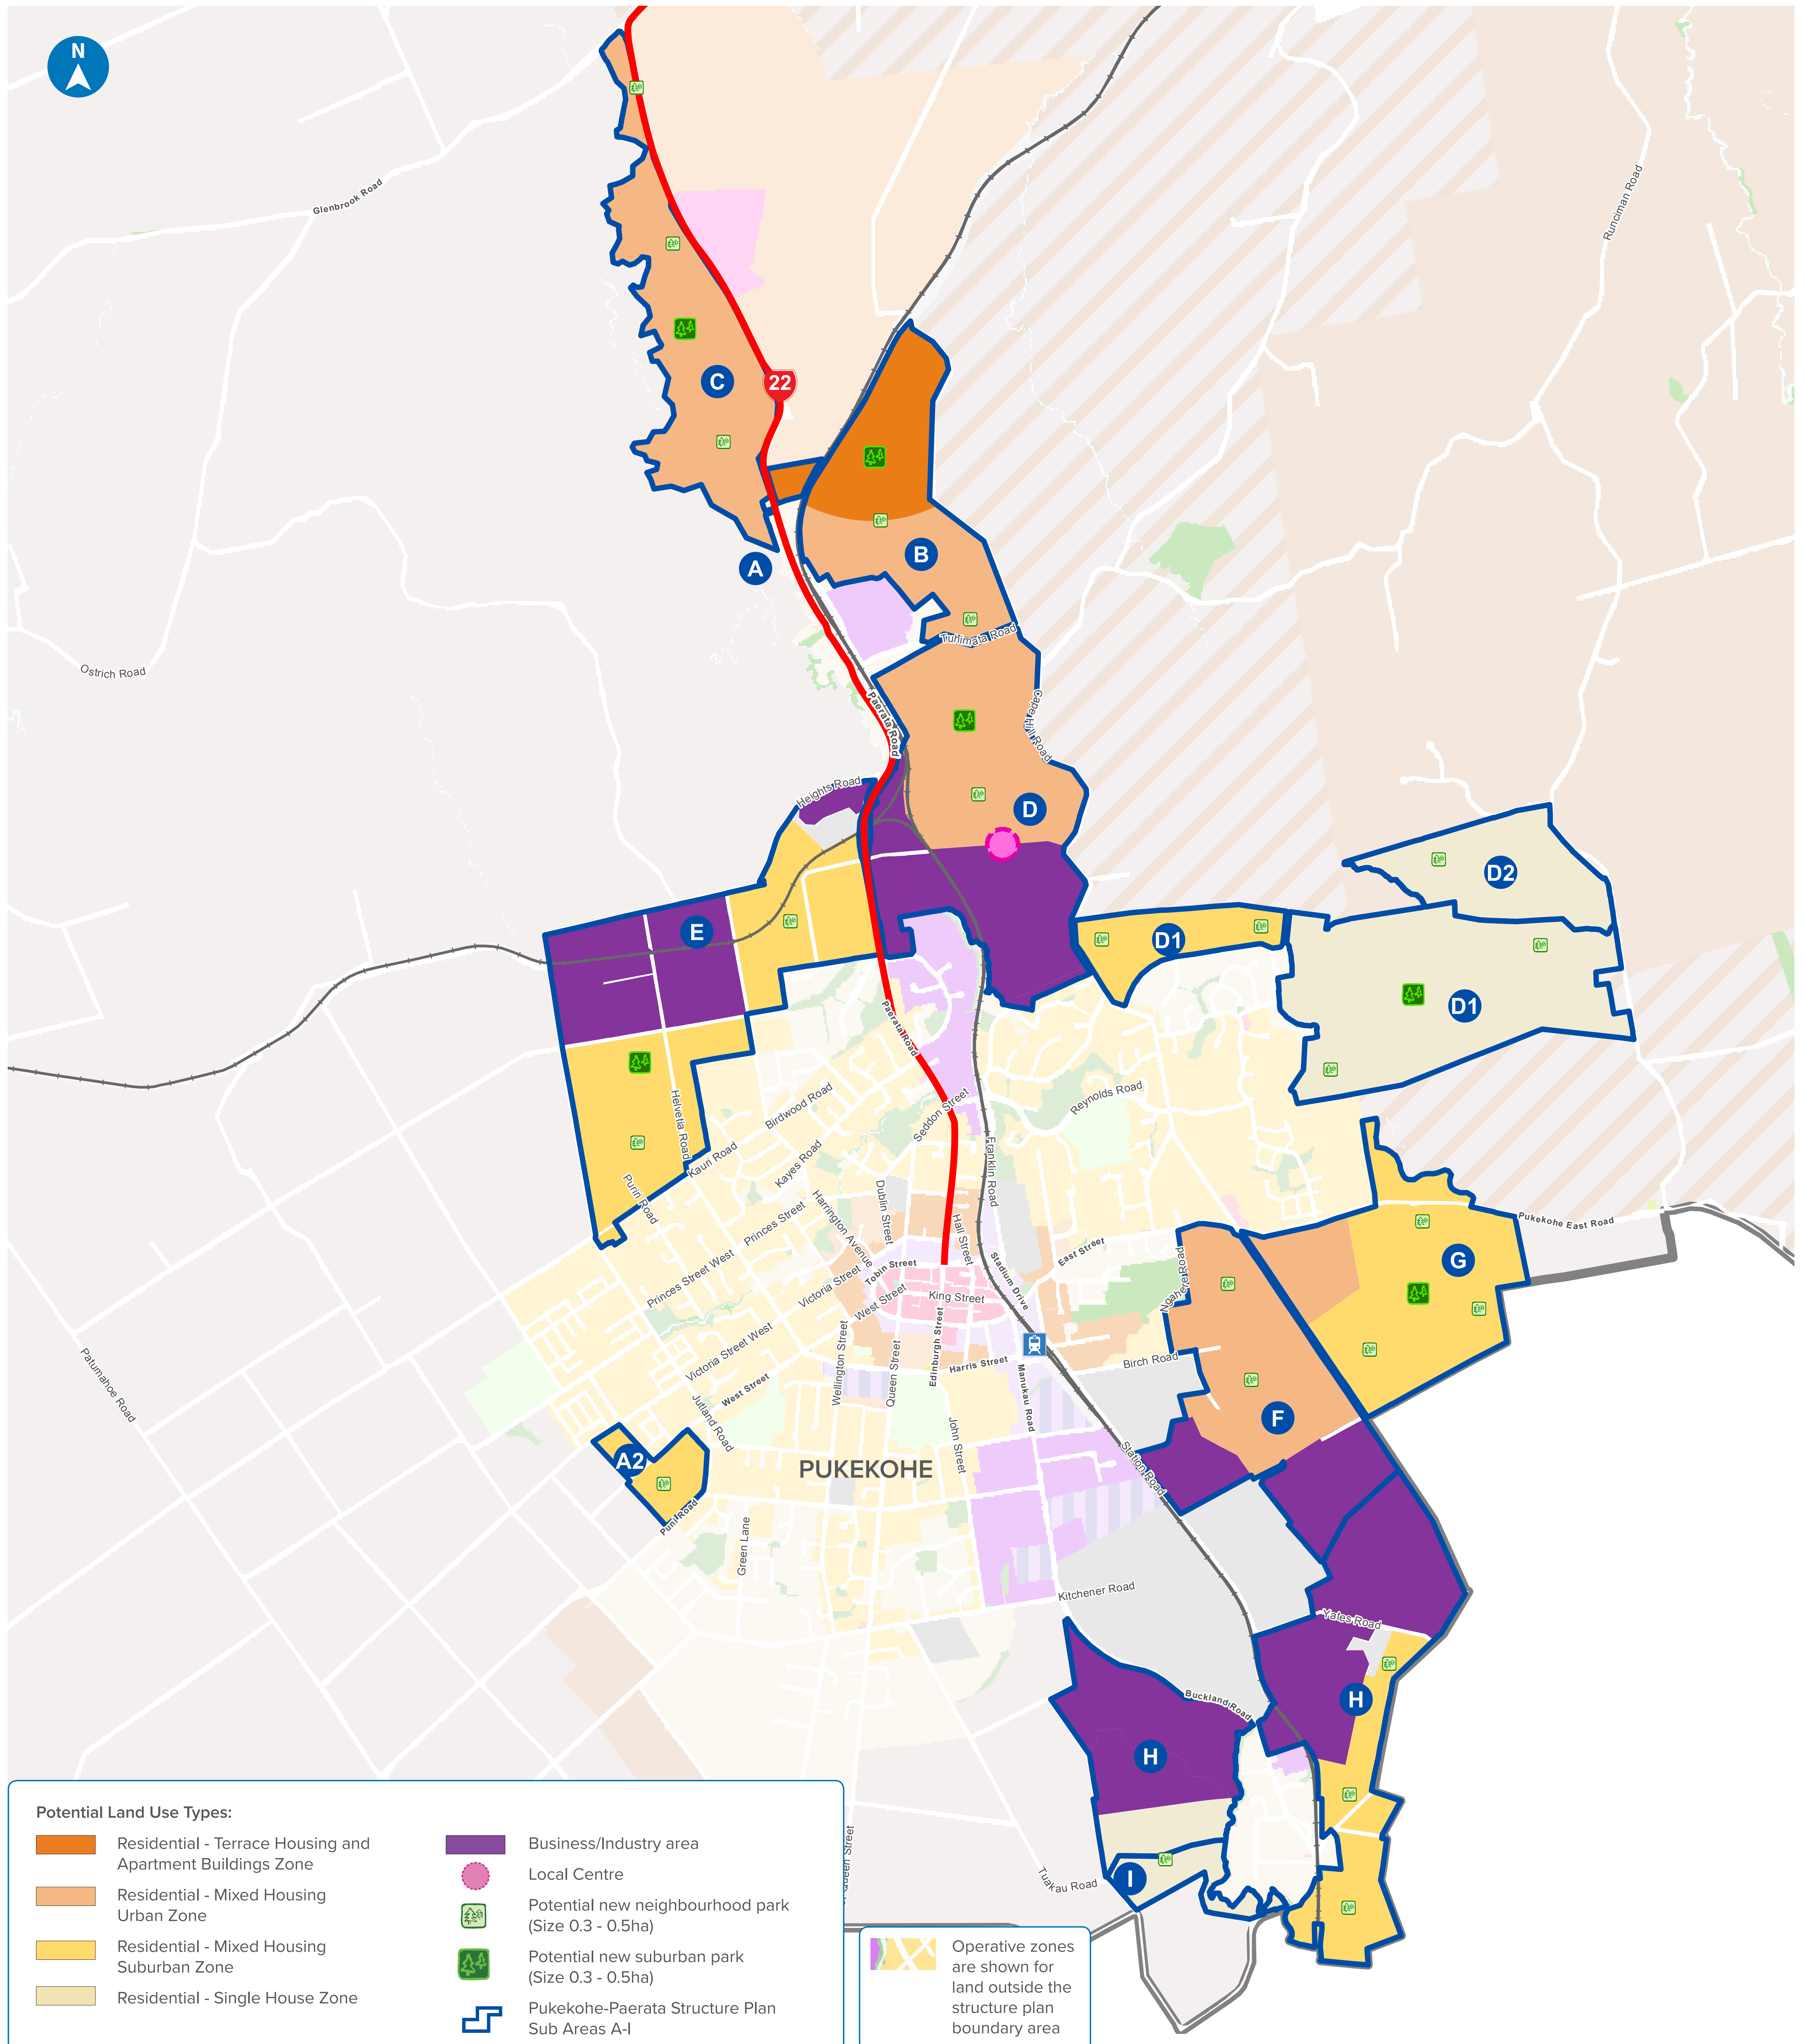 N
Glenbrook Road
Runciman Road
22
C
B
A
Tuhimata Road
Ostrich Road
Paerata Road
Cape Hill Road
Heights Road
D
D2
E
D1
D1
Paerata Road
Helvetia Road
Birdwood Road
Seddon Street
Reynolds Road
Kauri Road
Kayes Road
Franklin Road
Puriri Road
Princes Street
Harrington Avenue
Dublin Street
Hall Street
Pukekohe East Road
Princes Street West
Victoria Street
Tobin Street
West Street
King Street
Stadium Drive
East Street
Ngahere Road
G
Patumahoe Road
Victoria Street West
Wellington Street
Queen Street
Edinburgh Street
Harris Street
Manukau Road
Birch Road
West Street
Jutland Road
F
A2
PUKEKOHE
John Street
Station Road
Puni Road
Green Lane
Kitchener Road
Yates Road
Buckland Road
H
H
I
Tuakau Road
Queen Street
Potential Land Use Types:
Residential - Terrace Housing and
Apartment Buildings Zone
Residential - Mixed Housing
Urban Zone
Residential - Mixed Housing
Suburban Zone
Residential - Single House Zone
Business/Industry area
Local Centre
Potential new neighbourhood park
(Size 0.3 - 0.5ha)
Potential new suburban park
(Size 0.3 - 0.5ha)
Pukekohe-Paerata Structure Plan
Sub Areas A-I
Operative zones
are shown for
land outside the
structure plan
boundary area